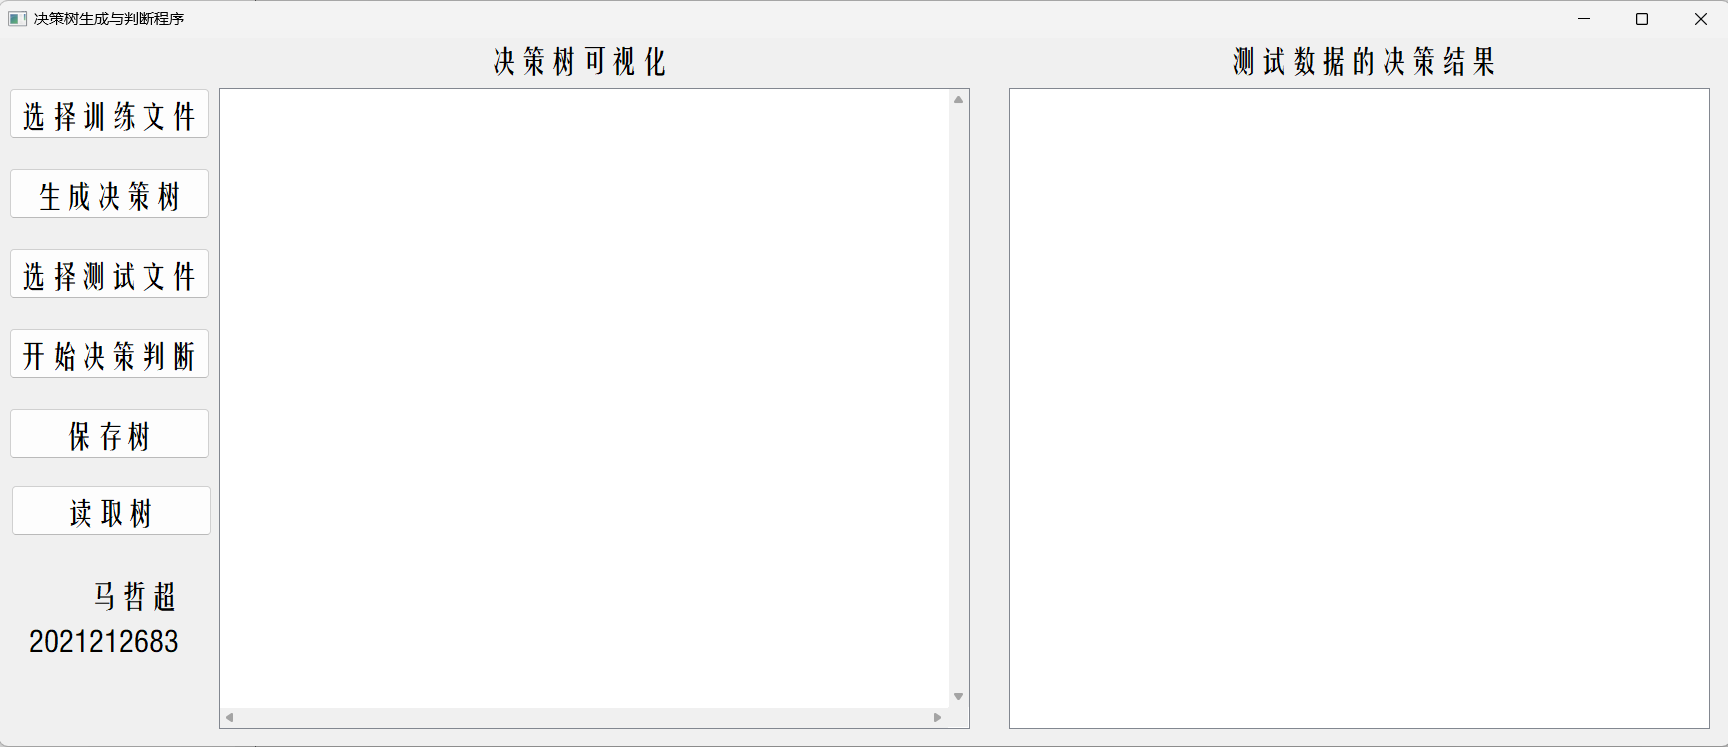 决策树生成与判断程序
决策树可视化
测试数据的决策结果
选择训练文件
生成决策树
选择测试文件
开始决策判断
保存树
读取树
马哲超
2021212683